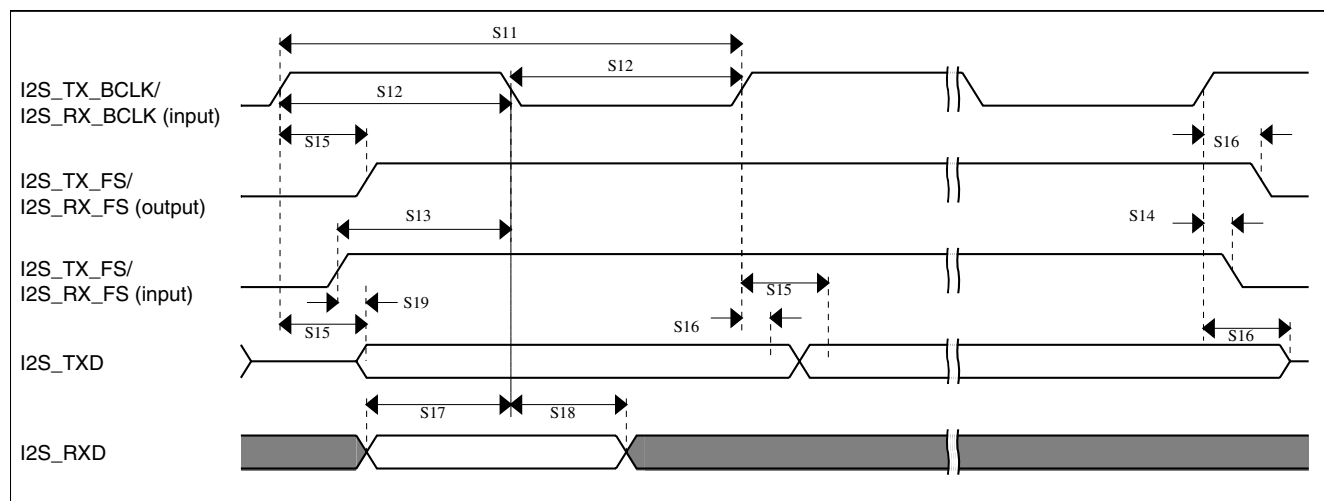 S11
I2S_TX_BCLK/
I2S_RX_BCLK (input)
S12
S12
S15
S16
I2S_TX_FS/
I2S_RX_FS (output)
S13
S14
I2S_TX_FS/
I2S_RX_FS (input)
S19
S15
S15
S16
S16
I2S_TXD
S17
S18
I2S_RXD